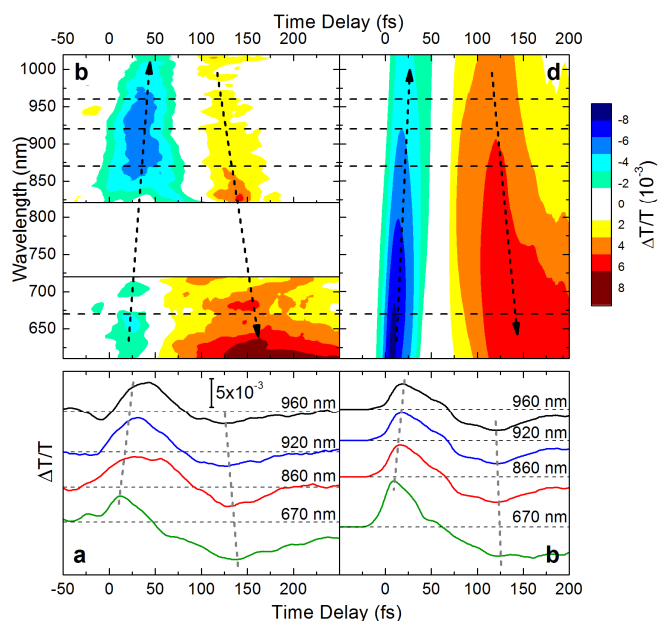 Time Delay (fs)
-50 0 50 100 150 200 0 50 100 150 200
b d
1000
950
900
850
800
700
650
Wavelength (nm)
-8
-6
-4
-2
0
2
4
6
8
ΔT/T (10⁻³)
5x10⁻³
960 nm
920 nm
860 nm
670 nm
a
960 nm
920 nm
860 nm
670 nm
b
ΔT/T
-50 0 50 100 150 200 0 50 100 150 200
Time Delay (fs)